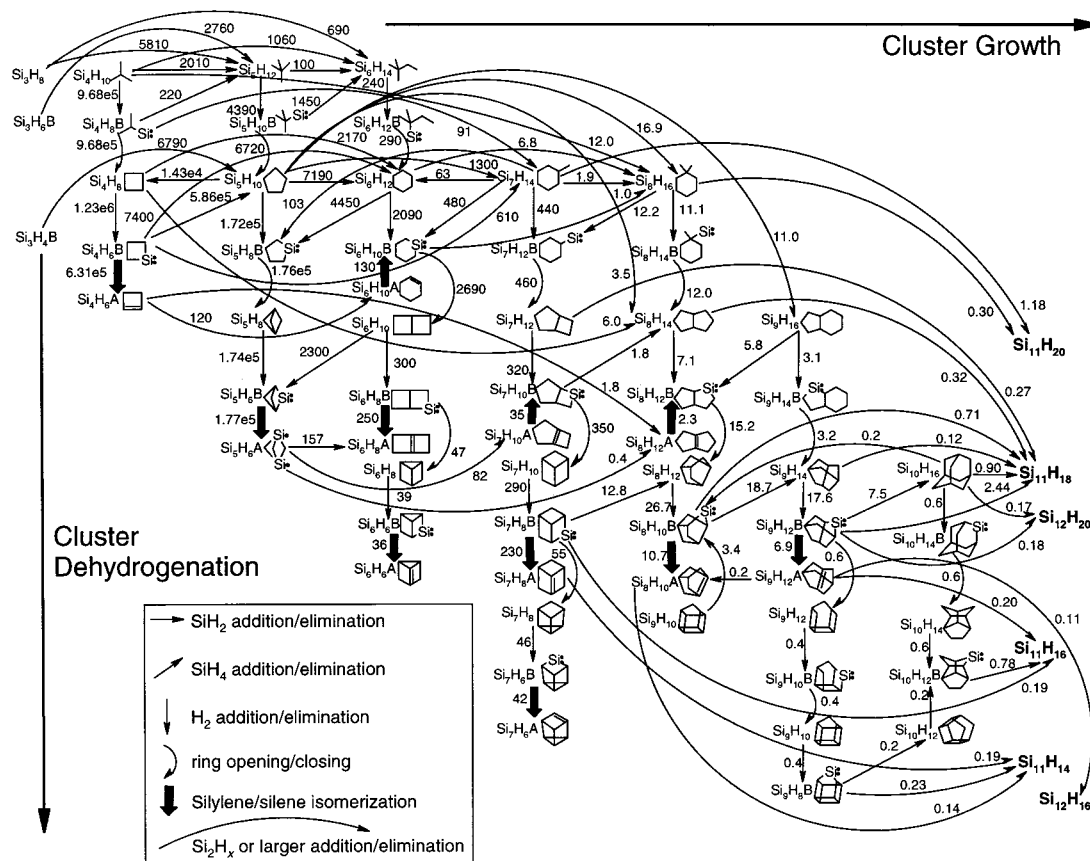 690
2760
Cluster Growth
5810
1060
Si3H8
Si4H10
2010
Si5H12
100
Si6H14
240
9.68e5
220
4390
1450
Si:
Si3H6B
Si4H8B
Si:
Si5H10B
Si6H12B
Si:
290
91
16.9
9.68e5
6790
6720
2170
6.8
12.0
1300
Si4H8
1.43e4
Si5H10
7190
Si6H12
63
Si7H14
1.9
Si8H16
1.0
1.23e6
5.86e5
103
4450
480
610
440
12.2
11.1
7400
1.72e5
2090
11.0
Si3H4B
Si4H6B
Si:
Si5H8B
Si:
Si6H10B
Si:
Si7H12B
Si:
Si8H14B
Si:
6.31e5
1.76e5
130
460
3.5
2690
12.0
Si4H6A
Si6H10A
120
Si5H8
Si6H10
Si7H12
6.0
Si8H14
Si9H16
0.30
1.18
Si11H20
1.74e5
2300
300
320
1.8
7.1
5.8
3.1
0.32
0.27
Si5H6B
Si:
Si6H8B
Si:
Si7H10B
Si:
1.8
Si8H12B
Si:
Si9H14B
Si:
1.77e5
250
35
350
2.3
15.2
0.71
Si5H6A
Si:
Si:
157
Si6H8A
47
Si7H10A
Si8H12A
3.2
0.2
0.12
82
0.4
Si6H8
Si7H10
Si8H12
Si9H14
Si10H16
0.90
Si11H18
39
290
12.8
26.7
18.7
17.6
7.5
0.6
2.44
0.17
Si12H20
Si6H6B
Si:
Si7H8B
Si:
Si8H10B
Si:
Si9H12B
Si:
Si10H14B
Si:
0.18
36
230
55
10.7
3.4
6.9
0.6
0.6
Cluster
Dehydrogenation
Si6H6A
Si7H8A
Si8H10A
0.2
Si9H12A
0.20
0.11
Si7H8
Si9H10
Si9H12
Si10H14
SiH2 addition/elimination
46
0.4
0.6
Si11H16
SiH4 addition/elimination
Si7H6B
Si:
Si9H10B
Si:
Si10H12B
Si:
0.78
0.19
42
0.4
0.2
H2 addition/elimination
Si7H6A
Si9H10
Si10H12
ring opening/closing
0.4
0.2
0.19
Si11H14
Silylene/silene isomerization
Si9H8B
Si:
0.23
Si12H16
0.14
Si2Hx or larger addition/elimination